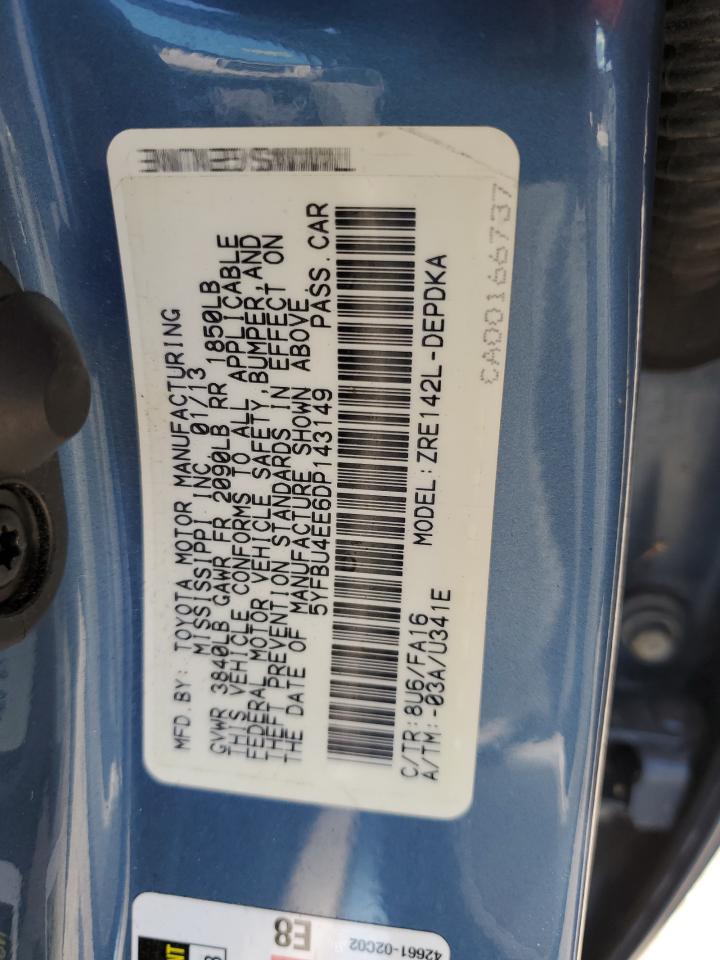 MFD.BY: TOYOTA MOTOR MANUFACTURING
MISSISSIPPI INC 01/13
GVWR 3840LB GAWR FR 2090LB RR 1850LB
THIS VEHICLE CONFORMS TO ALL APPLICABLE
FEDERAL MOTOR VEHICLE SAFETY,BUMPER,AND
THEFT PREVENTION STANDARDS IN EFFECT ON
THE DATE OF MANUFACTURE SHOWN ABOVE.
5YFBU4EE6DP143149 PASS.CAR
C/TR:8U6/FA16 MODEL:ZRE142L-DEPDKA
A/TM:-03A/U341E
CA00166737
E8
42661-02C02